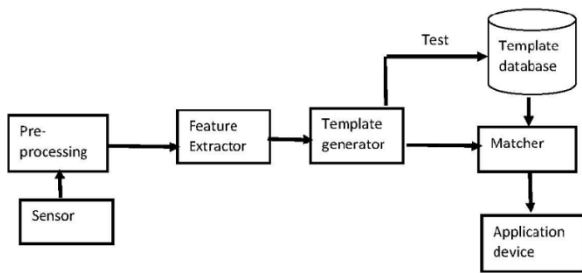 Test
Template
database
Pre-
processing
Feature
Extractor
Template
generator
Matcher
Sensor
Application
device